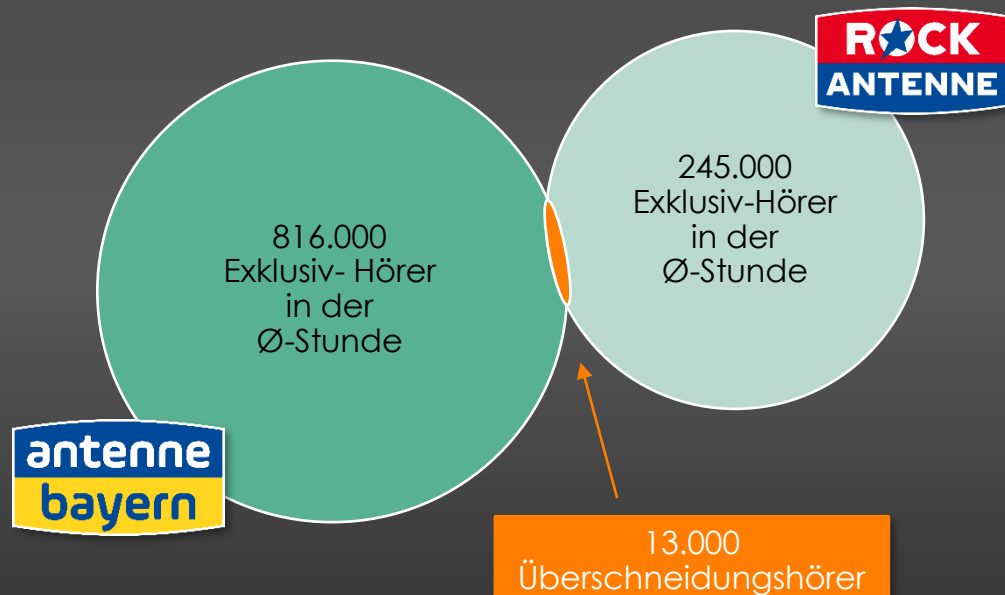 ROCK
ANTENNE
245.000
Exklusiv-Hörer
in der
Ø-Stunde
816.000
Exklusiv- Hörer
in der
Ø-Stunde
antenne
bayern
13.000
Überschneidungshörer